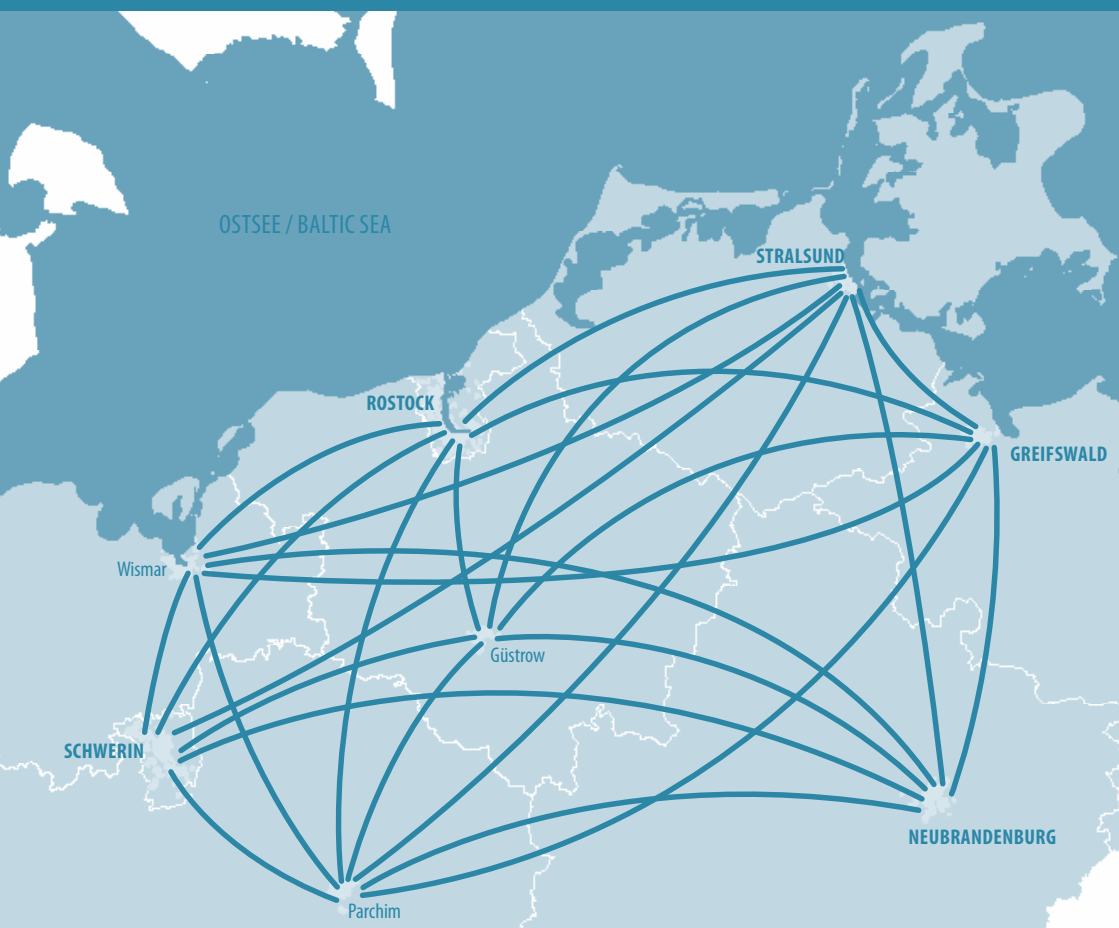 OSTSEE / BALTIC SEA
STRALSUND
ROSTOCK
GREIFSWALD
Wismar
Güstrow
SCHWERIN
NEUBRANDENBURG
Parchim